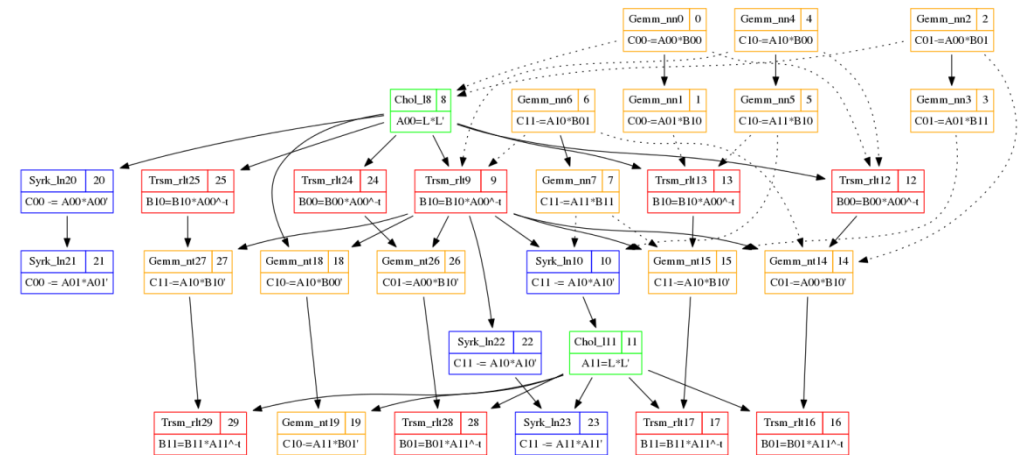 Gemm_nn0 0
C00-=A00*B00
Gemm_nn4 4
C10-=A10*B00
Gemm_nn2 2
C01-=A00*B01
Chol_l8 8
A00=L*L'
Gemm_nn6 6
C11-=A10*B01
Gemm_nn1 1
C00-=A01*B10
Gemm_nn5 5
C10-=A11*B10
Gemm_nn3 3
C01-=A01*B11
Syrk_ln20 20
C00 -= A00*A00'
Trsm_rlt25 25
B10=B10*A00^-t
Trsm_rlt24 24
B00=B00*A00^-t
Trsm_rlt9 9
B10=B10*A00^-t
Gemm_nn7 7
C11-=A11*B11
Trsm_rlt13 13
B10=B10*A00^-t
Trsm_rlt12 12
B00=B00*A00^-t
Syrk_ln21 21
C00 -= A01*A01'
Gemm_nt27 27
C11-=A10*B10'
Gemm_nt18 18
C10-=A10*B00'
Gemm_nt26 26
C01-=A00*B10'
Syrk_ln10 10
C11 -= A10*A10'
Gemm_nt15 15
C11-=A10*B10'
Gemm_nt14 14
C01-=A00*B10'
Syrk_ln22 22
C11 -= A10*A10'
Chol_l11 11
A11=L*L'
Trsm_rlt29 29
B11=B11*A11^-t
Gemm_nt19 19
C10-=A11*B01'
Trsm_rlt28 28
B01=B01*A11^-t
Syrk_ln23 23
C11 -= A11*A11'
Trsm_rlt17 17
B11=B11*A11^-t
Trsm_rlt16 16
B01=B01*A11^-t